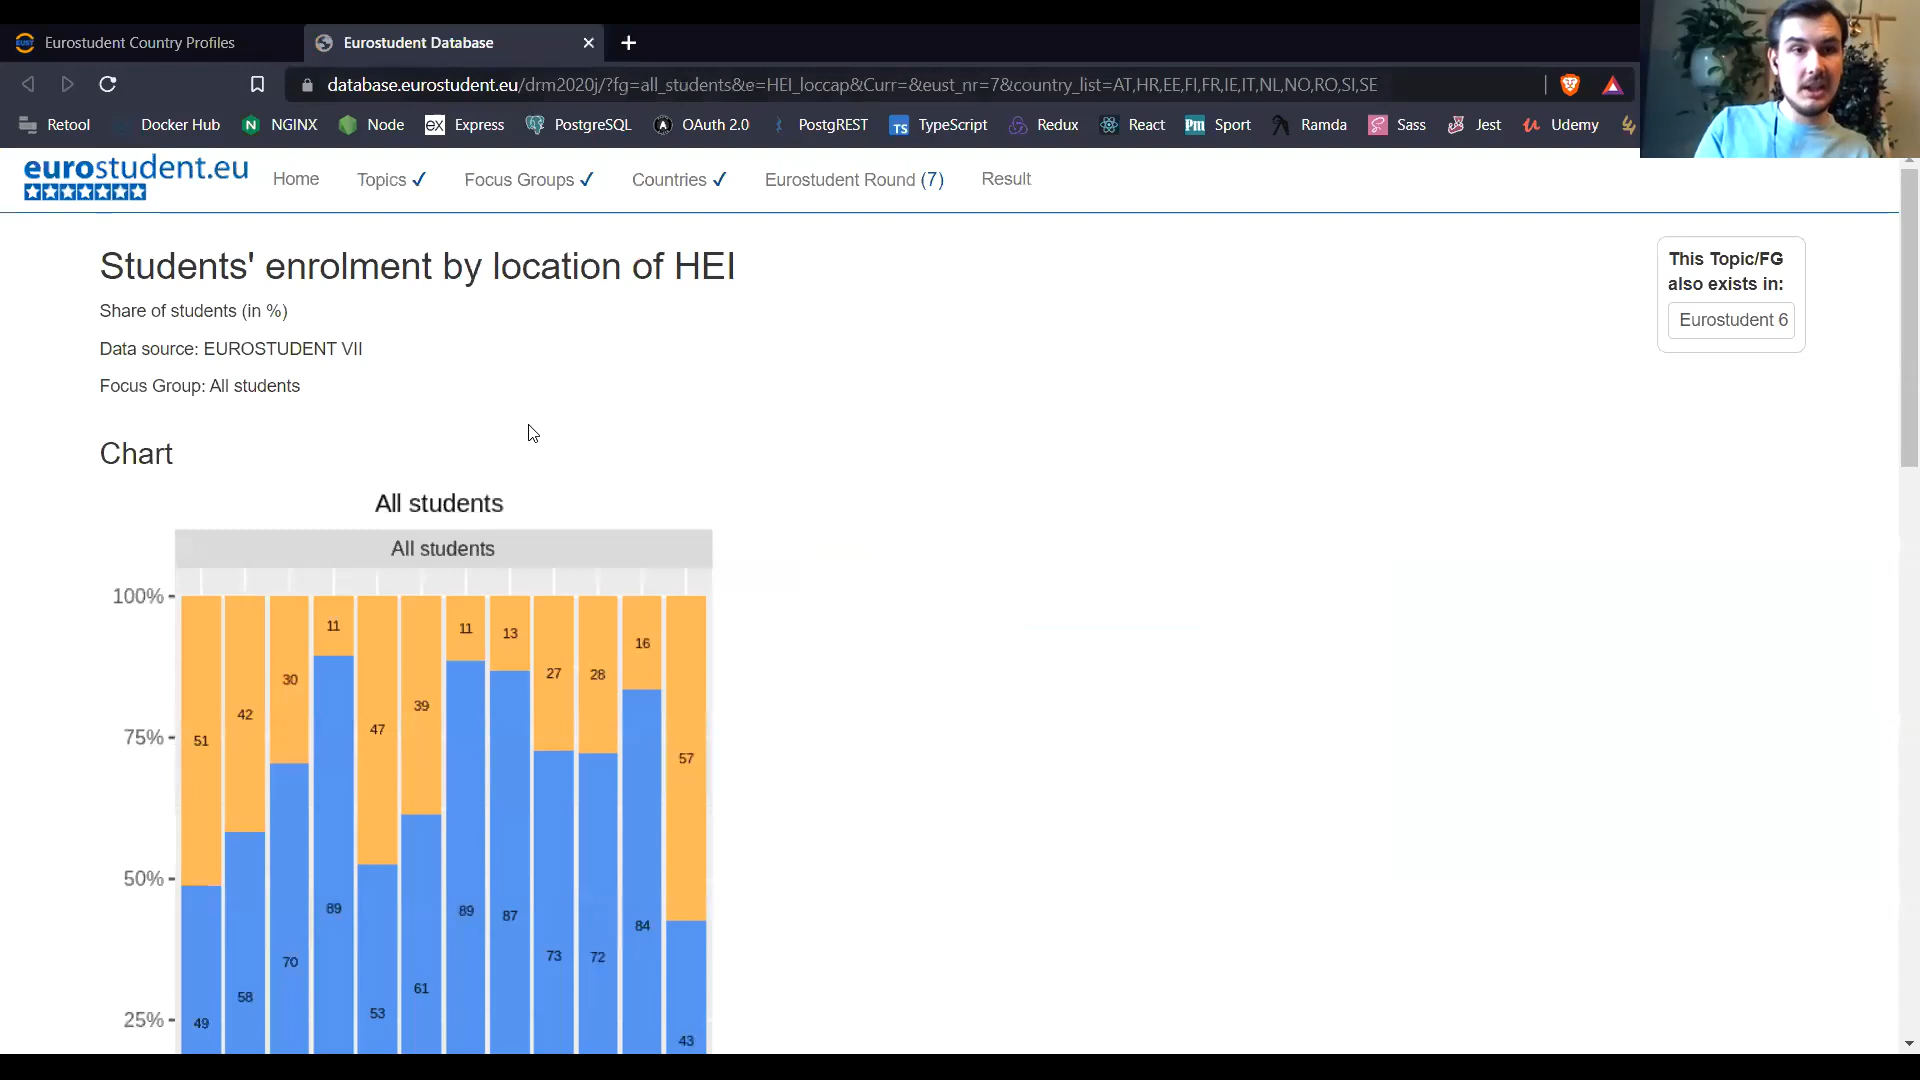 Eurostudent Country Profiles
Eurostudent Database
database.eurostudent.eu/drm2020j/?fg=all_students&e=HEI_loccap&Curr=&eust_nr=7&country_list=AT,HR,EE,FI,FR,IE,IT,NL,NO,RO,SI,SE
Retool Docker Hub NGINX Node ex Express PostgreSQL OAuth 2.0 PostgREST TS TypeScript Redux React Pm Sport Ramda Sass Jest Udemy
eurostudent.eu Home Topics ✓ Focus Groups ✓ Countries ✓ Eurostudent Round (7) Result
Students' enrolment by location of HEI
Share of students (in %)
Data source: EUROSTUDENT VII
Focus Group: All students
This Topic/FG
also exists in:
Eurostudent 6
Chart
All students
All students
100%
75%
50%
25%
51 42 30 11 47 39 11 13 27 28 16 57
49 58 70 89 53 61 89 87 73 72 84 43